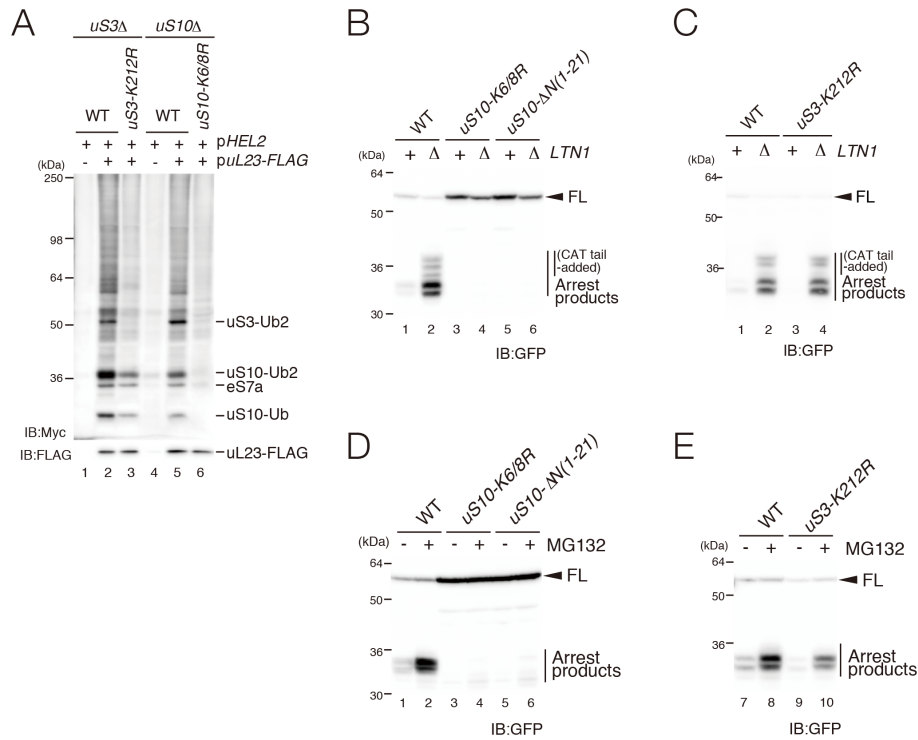 A
uS3Δ uS10Δ
WT uS3-K212R WT uS10-K6/8R
+ + + + + + pHEL2
- + + - + + puL23-FLAG
(kDa)
250
98
64
50
36
uS3-Ub2
uS10-Ub2
eS7a
uS10-Ub
IB:Myc
IB:FLAG
uL23-FLAG
1 2 3 4 5 6
B
WT uS10-K6/8R uS10-ΔN(1-21)
(kDa) + Δ + Δ + Δ LTN1
64
FL
50
(CAT tail
-added)
36
Arrest
products
30
1 2 3 4 5 6
IB:GFP
C
WT uS3-K212R
(kDa) + Δ + Δ LTN1
64
FL
50
(CAT tail
-added)
36
Arrest
products
1 2 3 4
IB:GFP
D
WT uS10-K6/8R uS10-ΔN(1-21)
(kDa) - + - + - + MG132
64
FL
50
36
Arrest
products
30
1 2 3 4 5 6
IB:GFP
E
WT uS3-K212R
(kDa) - + - + MG132
64
FL
50
36
Arrest
products
7 8 9 10
IB:GFP